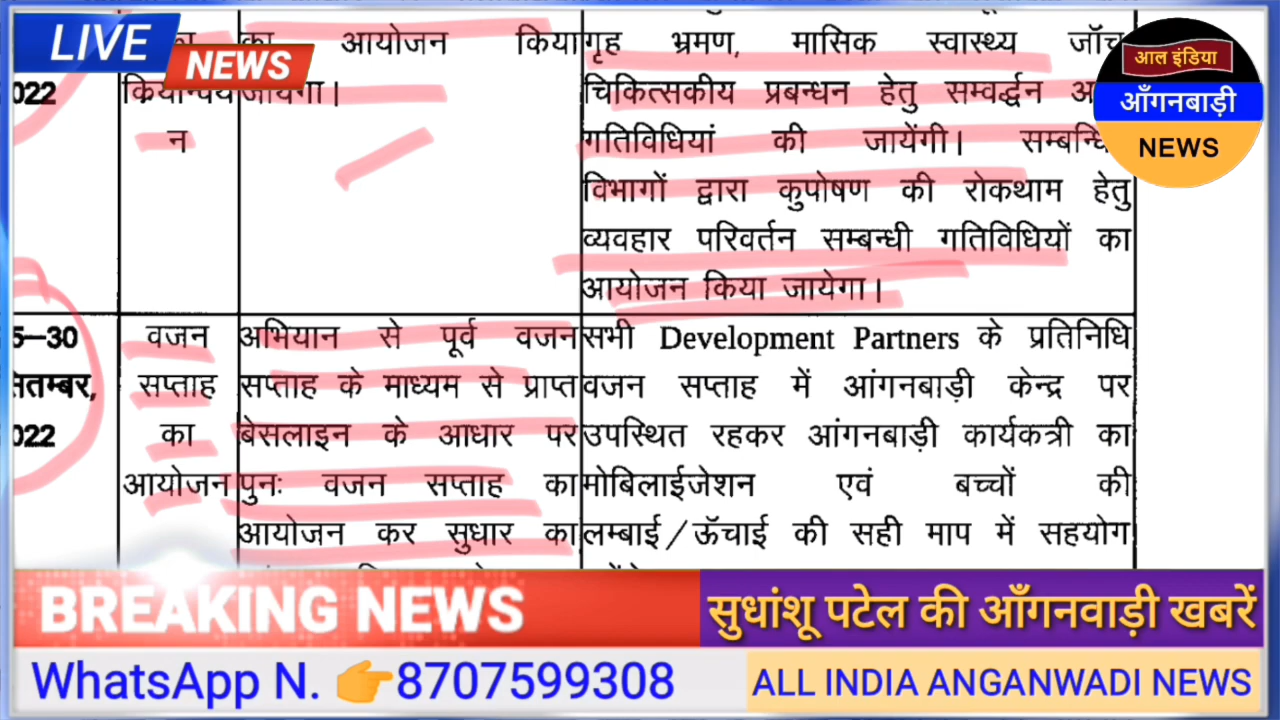 LIVE
NEWS
आल इंडिया
आँगनबाड़ी
NEWS
का आयोजन किया
022
जायेगा।
न
गृह भ्रमण, मासिक स्वास्थ्य जॉच
चिकित्सकीय प्रबन्धन हेतु सम्वर्द्धन
गतिविधियां की जायेंगी।
विभागों द्वारा कुपोषण की रोकथाम हेतु
व्यवहार परिवर्तन सम्बन्धी गतिविधियों का
आयोजन किया जायेगा।
5–30
2022
वजन
सप्ताह
का
आयोजन
अभियान से पूर्व वजन
सप्ताह के माध्यम से प्राप्त
बेसलाइन के आधार पर
पुनः वजन सप्ताह का
आयोजन कर सुधार का
सभी Development Partners के प्रतिनिधि
वजन सप्ताह में आंगनबाड़ी केन्द्र पर
उपस्थित रहकर आंगनबाड़ी कार्यकत्री का
मोबिलाईजेशन एवं बच्चों की
लम्बाई/ऊॅचाई की सही माप में सहयोग
BREAKING NEWS
सुधांशू पटेल की आँगनवाड़ी खबरें
WhatsApp N. 👉8707599308
ALL INDIA ANGANWADI NEWS